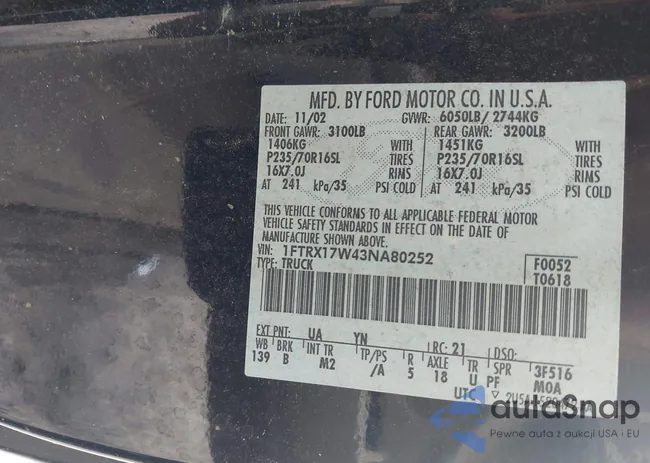 MFD. BY FORD MOTOR CO. IN U.S.A.
DATE: 11/02 GVWR: 6050LB/ 2744KG
FRONT GAWR: 3100LB REAR GAWR: 3200LB
1406KG WITH 1451KG WITH
P235/70R16SL TIRES P235/70R16SL TIRES
16X7.0J RIMS 16X7.0J RIMS
AT 241 kPa/35 PSI COLD AT 241 kPa/35 PSI COLD
THIS VEHICLE CONFORMS TO ALL APPLICABLE FEDERAL MOTOR
VEHICLE SAFETY STANDARDS IN EFFECT ON THE DATE OF
MANUFACTURE SHOWN ABOVE.
VIN: 1FTRX17W43NA80252 F0052
TYPE: TRUCK T0618
EXT PNT: UA YN RC: 21 DSO:
WB BRK INT TR TP/PS R AXLE TR SPR 3F516
139 B M2 /A 5 18 U PF M0A
UTC
autaSnap
Pewne auta z aukcji USA i EU